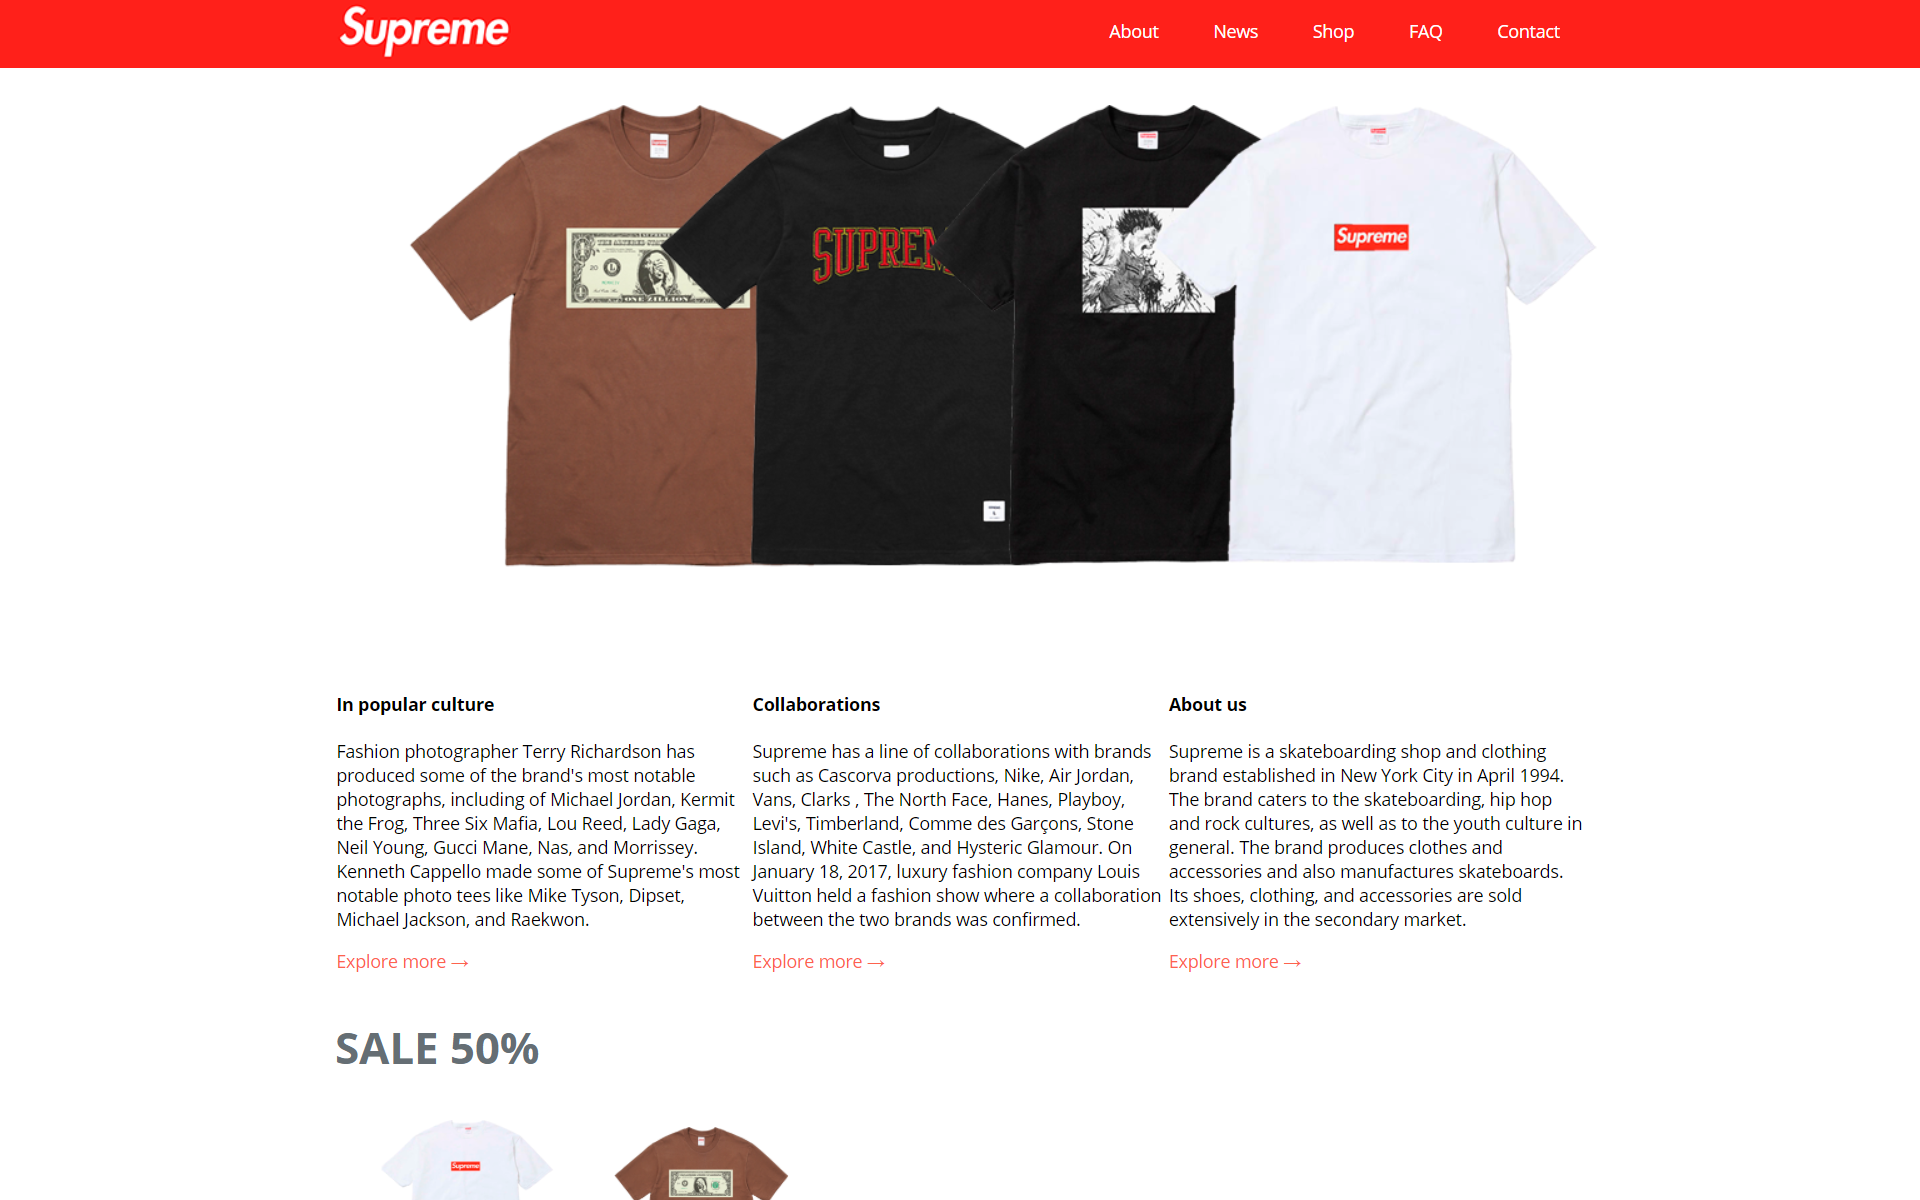 Supreme
About News Shop FAQ Contact
ONE ZILLION
20
SUPREM
Supreme
In popular culture
Fashion photographer Terry Richardson has
produced some of the brand's most notable
photographs, including of Michael Jordan, Kermit
the Frog, Three Six Mafia, Lou Reed, Lady Gaga,
Neil Young, Gucci Mane, Nas, and Morrissey.
Kenneth Cappello made some of Supreme's most
notable photo tees like Mike Tyson, Dipset,
Michael Jackson, and Raekwon.
Explore more →
Collaborations
Supreme has a line of collaborations with brands
such as Cascorva productions, Nike, Air Jordan,
Vans, Clarks , The North Face, Hanes, Playboy,
Levi's, Timberland, Comme des Garçons, Stone
Island, White Castle, and Hysteric Glamour. On
January 18, 2017, luxury fashion company Louis
Vuitton held a fashion show where a collaboration
between the two brands was confirmed.
Explore more →
About us
Supreme is a skateboarding shop and clothing
brand established in New York City in April 1994.
The brand caters to the skateboarding, hip hop
and rock cultures, as well as to the youth culture in
general. The brand produces clothes and
accessories and also manufactures skateboards.
Its shoes, clothing, and accessories are sold
extensively in the secondary market.
Explore more →
SALE 50%
Supreme